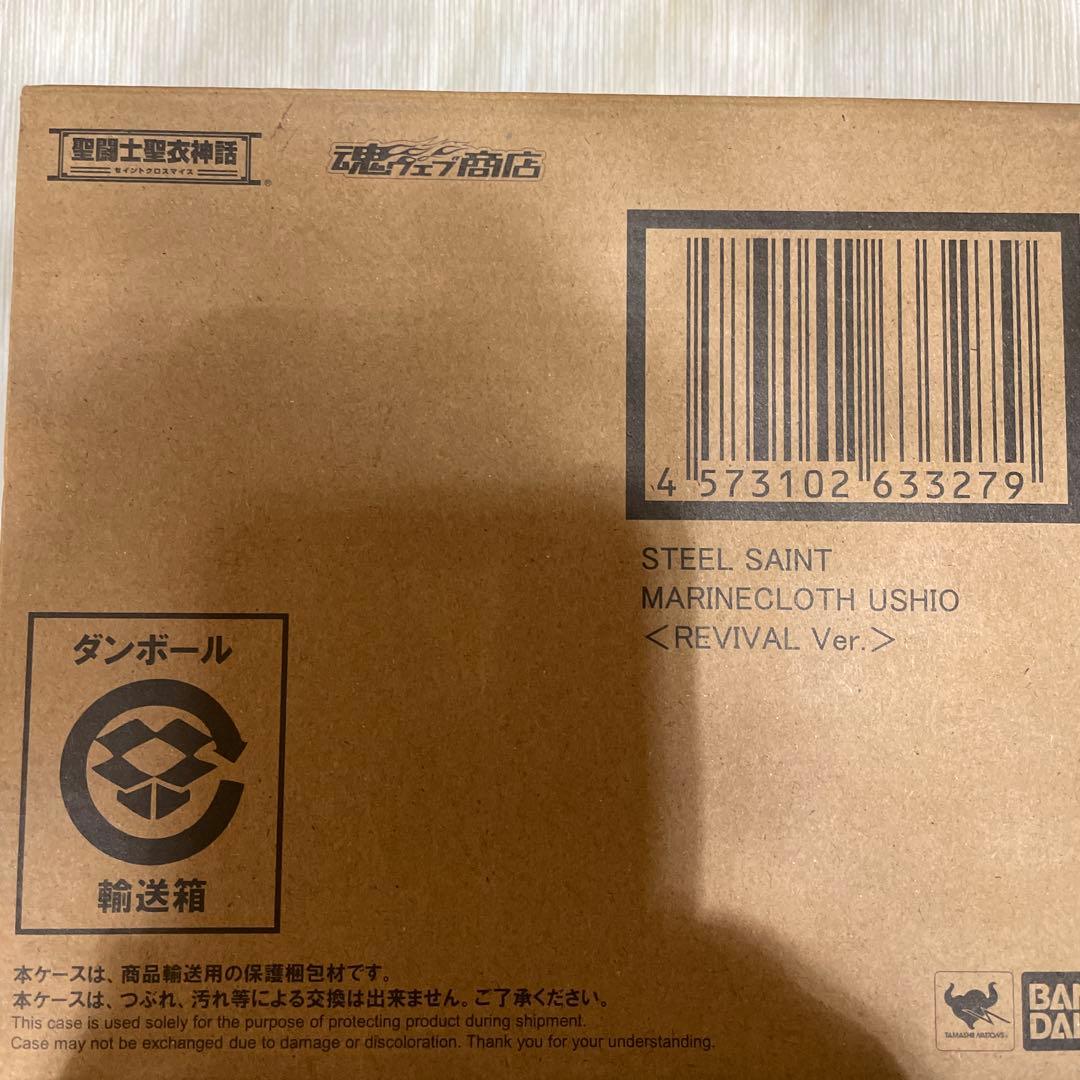 聖闘士聖衣神話
セイントクロスマイス
®
魂ウェブ商店
4 573102 633279
STEEL SAINT
MARINECLOTH USHIO
＜REVIVAL Ver.＞
ダンボール
輸送箱
本ケースは、商品輸送用の保護梱包材です。
本ケースは、つぶれ、汚れ等による交換は出来ません。ご了承ください。
This case is used solely for the purpose of protecting product during shipment.
Case may not be exchanged due to damage or discoloration. Thank you for your understanding.
TAMASHII NATIONS
BAN
DAI